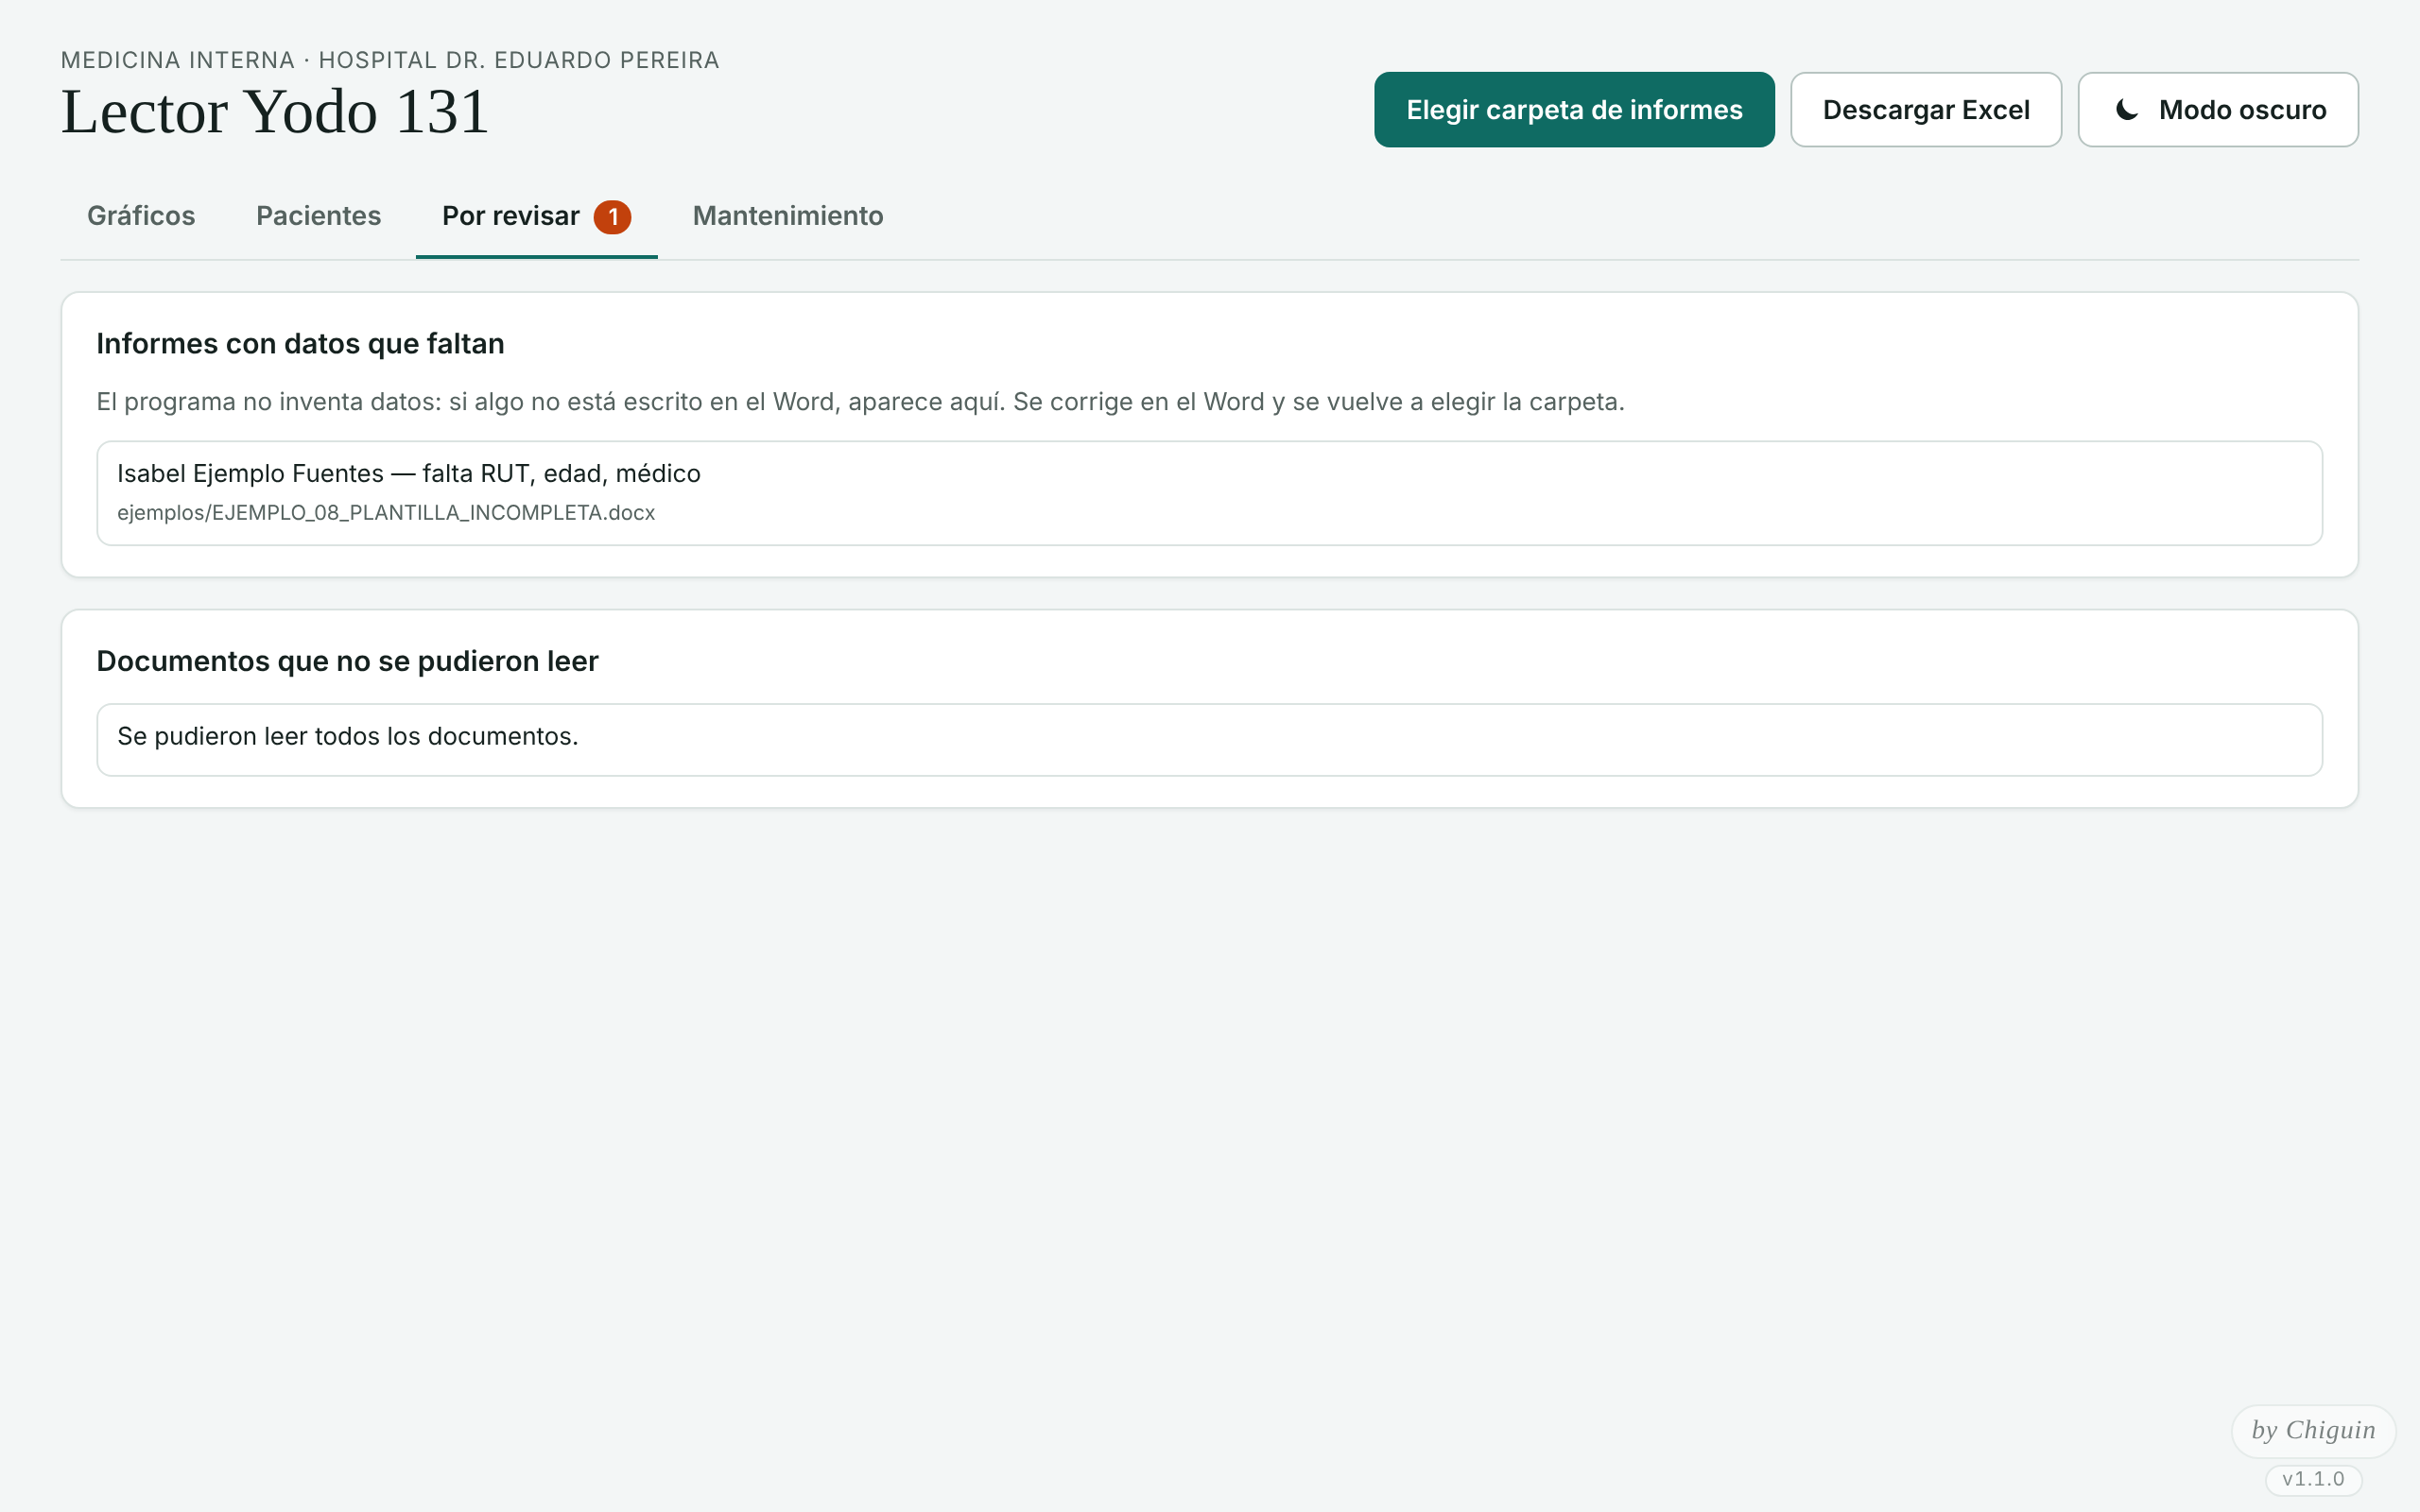 MEDICINA INTERNA · HOSPITAL DR. EDUARDO PEREIRA
Lector Yodo 131
Elegir carpeta de informes
Descargar Excel
Modo oscuro
Gráficos
Pacientes
Por revisar 1
Mantenimiento
Informes con datos que faltan
El programa no inventa datos: si algo no está escrito en el Word, aparece aquí. Se corrige en el Word y se vuelve a elegir la carpeta.
Isabel Ejemplo Fuentes — falta RUT, edad, médico
ejemplos/EJEMPLO_08_PLANTILLA_INCOMPLETA.docx
Documentos que no se pudieron leer
Se pudieron leer todos los documentos.
by Chiguin
v1.1.0